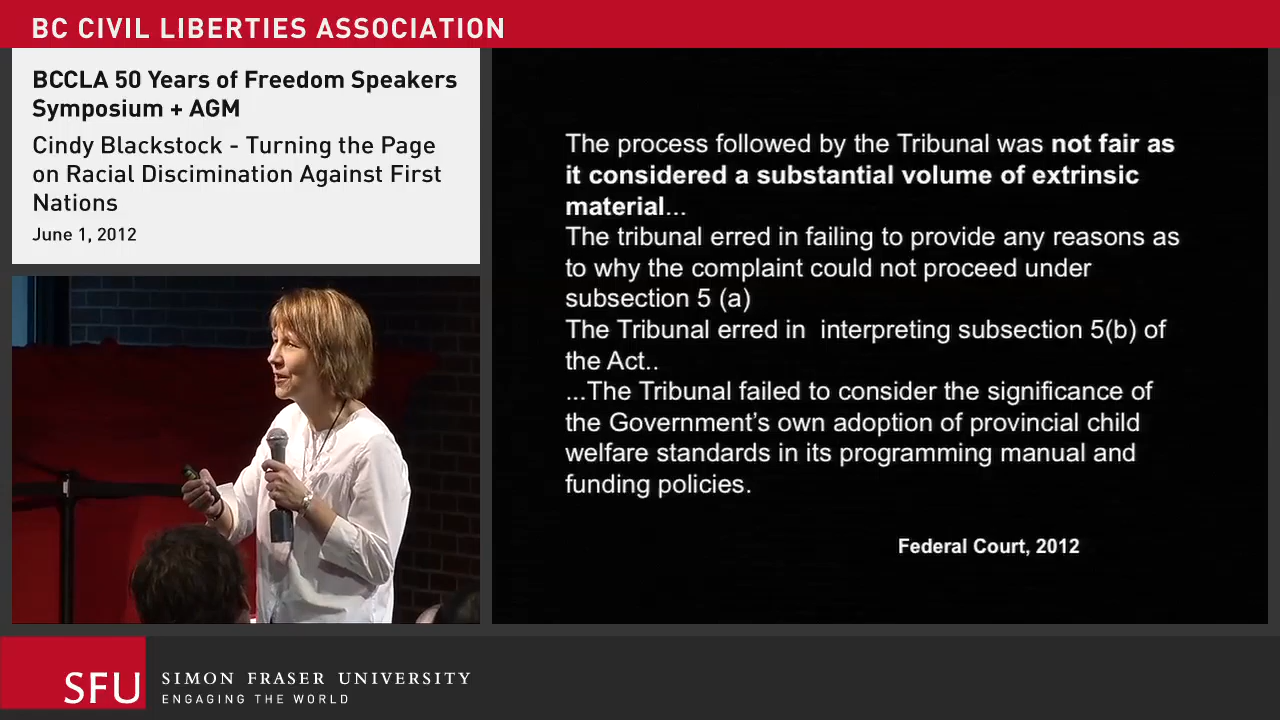 BC CIVIL LIBERTIES ASSOCIATION
BCCLA 50 Years of Freedom Speakers
Symposium + AGM
Cindy Blackstock - Turning the Page
on Racial Discimination Against First
Nations
June 1, 2012
The process followed by the Tribunal was not fair as
it considered a substantial volume of extrinsic
material...
The tribunal erred in failing to provide any reasons as
to why the complaint could not proceed under
subsection 5 (a)
The Tribunal erred in  interpreting subsection 5(b) of
the Act..
...The Tribunal failed to consider the significance of
the Government's own adoption of provincial child
welfare standards in its programming manual and
funding policies.
Federal Court, 2012
SFU
SIMON FRASER UNIVERSITY
ENGAGING THE WORLD